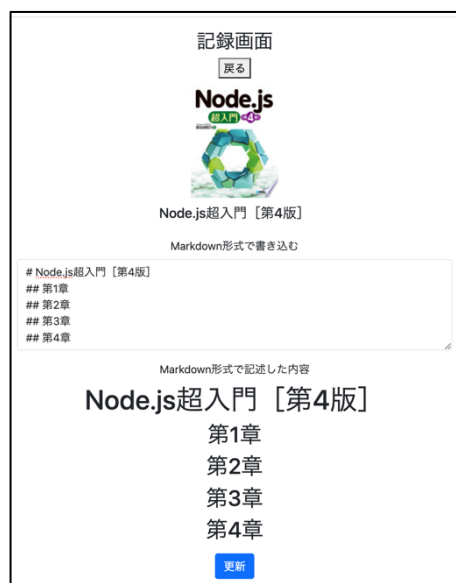 記録画面
戻る
Node.js
超入門 第4版
Node.js超入門［第4版］
Markdown形式で書き込む
# Node.js超入門［第4版］
## 第1章
## 第2章
## 第3章
## 第4章
Markdown形式で記述した内容
Node.js超入門［第4版］
第1章
第2章
第3章
第4章
更新